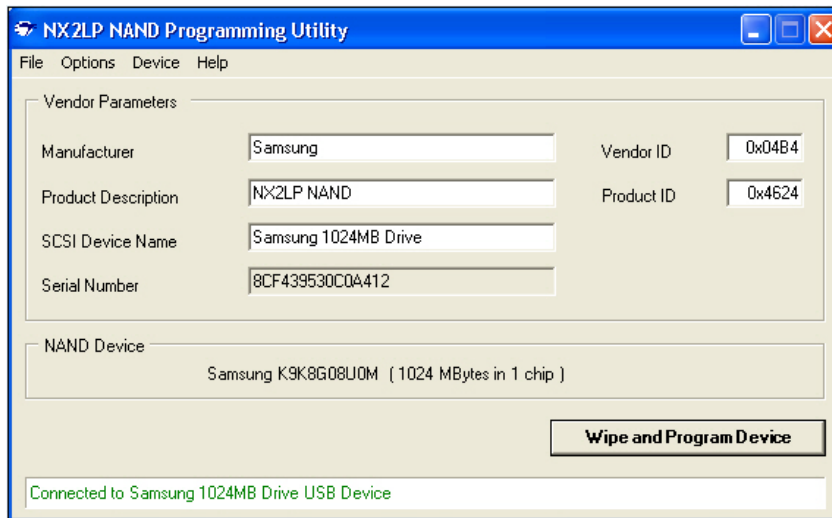 NX2LP NAND Programming Utility
File Options Device Help
Vendor Parameters
Manufacturer Samsung Vendor ID 0x04B4
Product Description NX2LP NAND Product ID 0x4624
SCSI Device Name Samsung 1024MB Drive
Serial Number 8CF439530C0A412
NAND Device
Samsung K9K8G08U0M ( 1024 MBytes in 1 chip )
Wipe and Program Device
Connected to Samsung 1024MB Drive USB Device